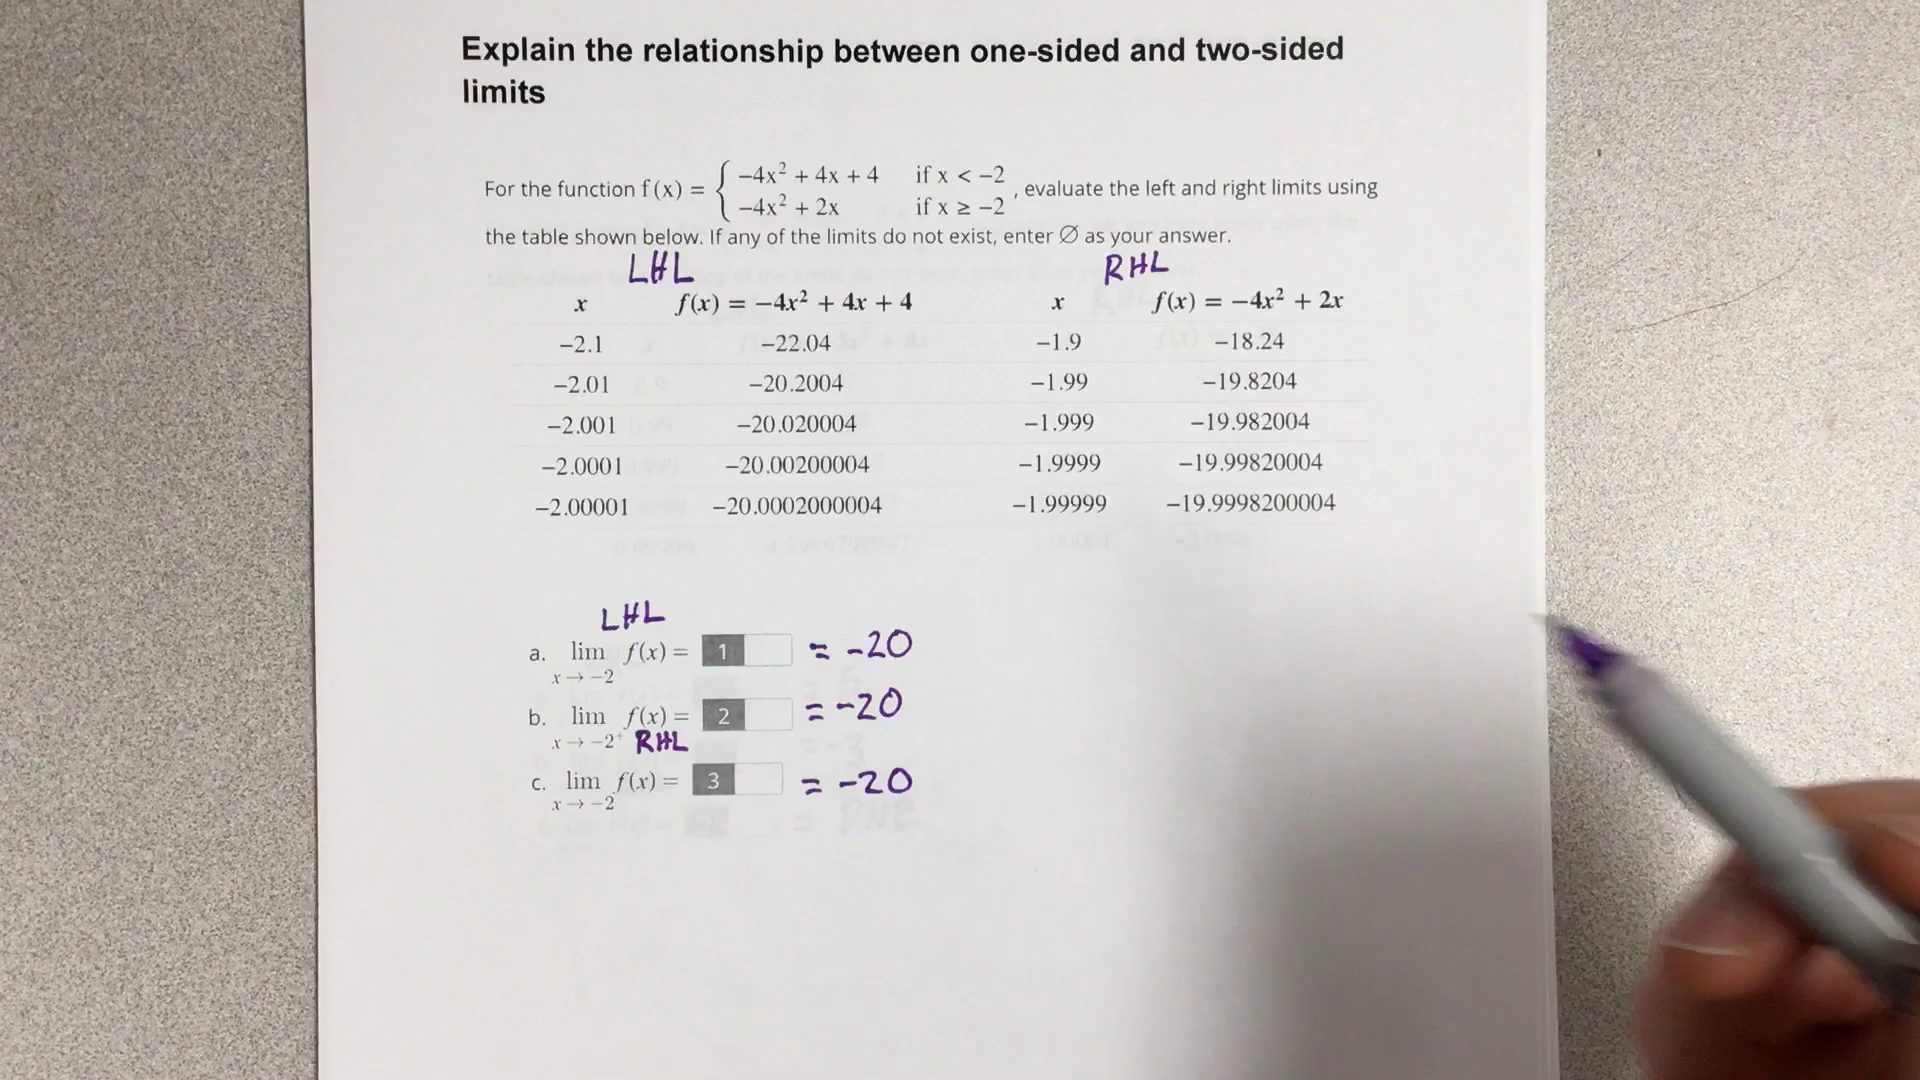 Explain the relationship between one-sided and two-sided
limits
For the function f(x) = { −4x² + 4x + 4 if x < −2
−4x² + 2x if x ≥ −2 , evaluate the left and right limits using
the table shown below. If any of the limits do not exist, enter ∅ as your answer.
LHL RHL
x f(x) = −4x² + 4x + 4 x f(x) = −4x² + 2x
−2.1 −22.04 −1.9 −18.24
−2.01 −20.2004 −1.99 −19.8204
−2.001 −20.020004 −1.999 −19.982004
−2.0001 −20.00200004 −1.9999 −19.99820004
−2.00001 −20.0002000004 −1.99999 −19.9998200004
LHL
a. lim f(x) = 1 = -20
x → −2
b. lim f(x) = 2 = -20
x → −2⁺ RHL
c. lim f(x) = 3 = -20
x → −2